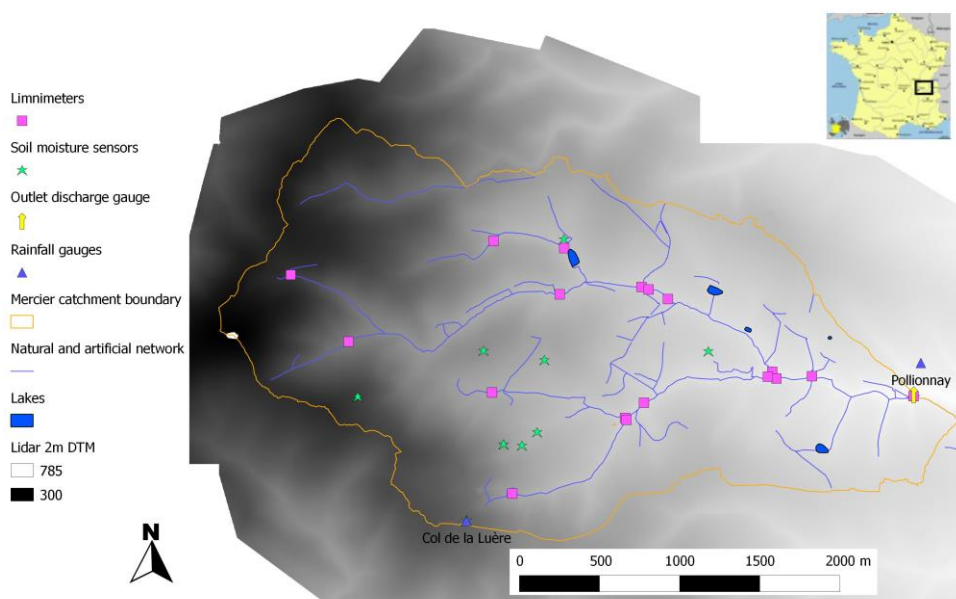 Limnimeters
Soil moisture sensors
Outlet discharge gauge
Rainfall gauges
Mercier catchment boundary
Natural and artificial network
Lakes
Lidar 2m DTM
785
300
N
Col de la Luère
Pollionnay
0 500 1000 1500 2000 m